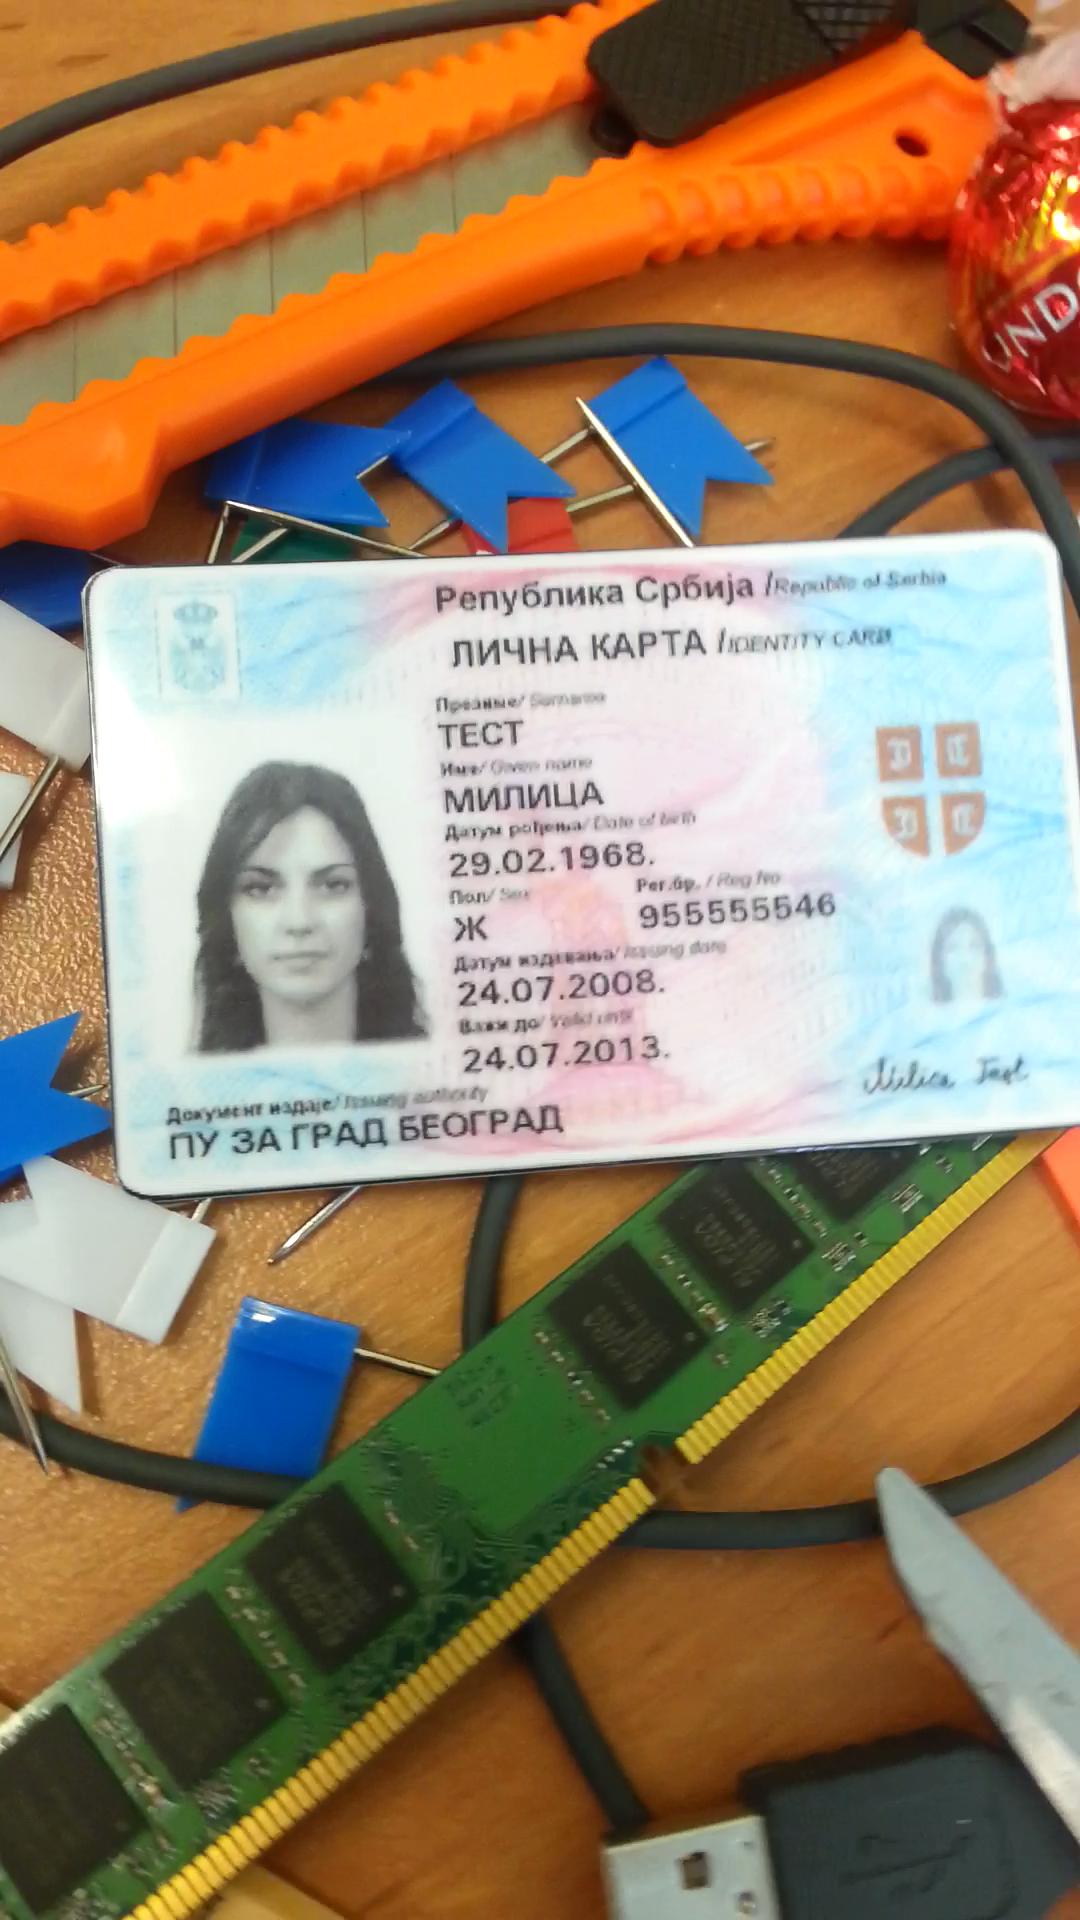 UND
Република Србија /Republic of Serbia
ЛИЧНА КАРТА /IDENTITY CARD
Презиме/ Surname
ТЕСТ
Име/ Given name
МИЛИЦА
Датум рођења/ Date of birth
29.02.1968.
Пол/ Sex
Рег.бр. / Reg No
Ж
955555546
Датум издавања/ Issuing date
24.07.2008.
Важи до/ Valid until
24.07.2013.
Milica Test
Документ издаје/ Issuing authority
ПУ ЗА ГРАД БЕОГРАД